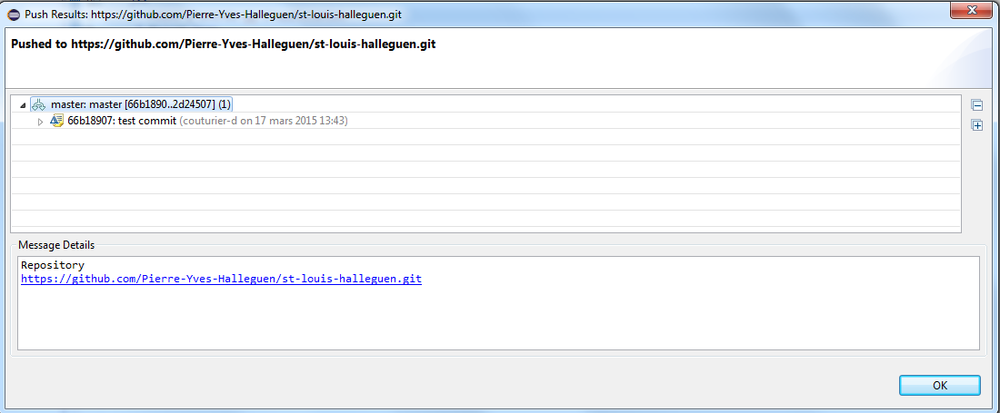 Push Results: https://github.com/Pierre-Yves-Halleguen/st-louis-halleguen.git
Pushed to https://github.com/Pierre-Yves-Halleguen/st-louis-halleguen.git
master: master [66b1890..2d24507] (1)
66b18907: test commit (couturier-d on 17 mars 2015 13:43)
Message Details
Repository
https://github.com/Pierre-Yves-Halleguen/st-louis-halleguen.git
OK